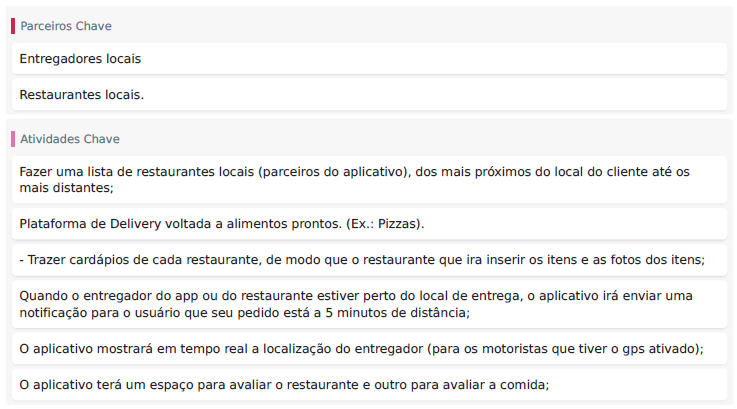 Parceiros Chave
Entregadores locais
Restaurantes locais.
Atividades Chave
Fazer uma lista de restaurantes locais (parceiros do aplicativo), dos mais próximos do local do cliente até os
mais distantes;
Plataforma de Delivery voltada a alimentos prontos. (Ex.: Pizzas).
- Trazer cardápios de cada restaurante, de modo que o restaurante que ira inserir os itens e as fotos dos itens;
Quando o entregador do app ou do restaurante estiver perto do local de entrega, o aplicativo irá enviar uma
notificação para o usuário que seu pedido está a 5 minutos de distância;
O aplicativo mostrará em tempo real a localização do entregador (para os motoristas que tiver o gps ativado);
O aplicativo terá um espaço para avaliar o restaurante e outro para avaliar a comida;